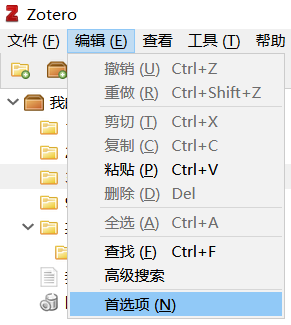 Zotero
文件 (F) 编辑 (E) 查看 工具 (T) 帮助
撤销 (U) Ctrl+Z
重做 (R) Ctrl+Shift+Z
剪切 (T) Ctrl+X
复制 (C) Ctrl+C
粘贴 (P) Ctrl+V
删除 (D) Del
全选 (A) Ctrl+A
查找 (F) Ctrl+F
高级搜索
首选项 (N)